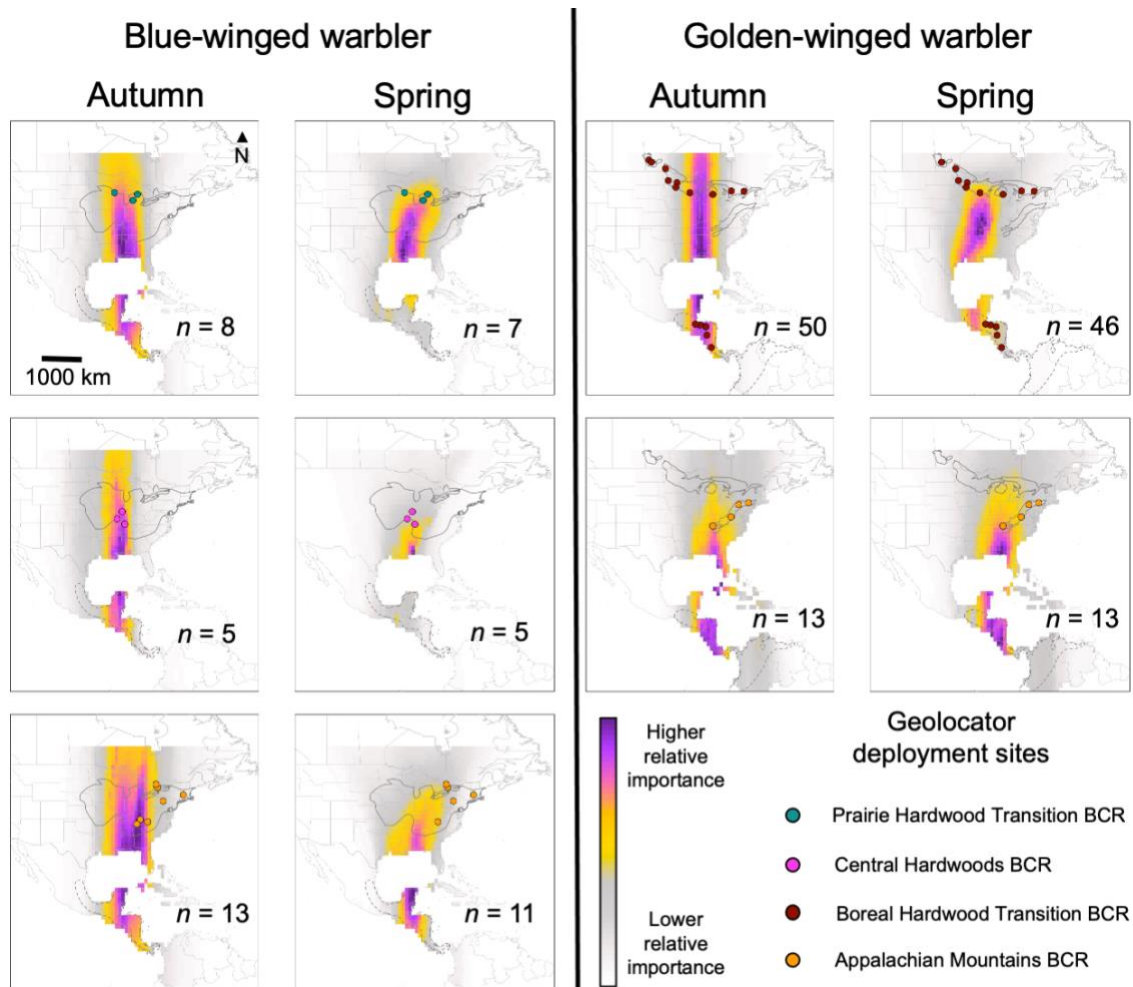 Blue-winged warbler
Golden-winged warbler
Autumn
Spring
Autumn
Spring
N
n = 8
n = 7
n = 50
n = 46
1000 km
n = 5
n = 5
n = 13
n = 13
n = 13
n = 11
Higher
relative
importance
Lower
relative
importance
Geolocator
deployment sites
Prairie Hardwood Transition BCR
Central Hardwoods BCR
Boreal Hardwood Transition BCR
Appalachian Mountains BCR